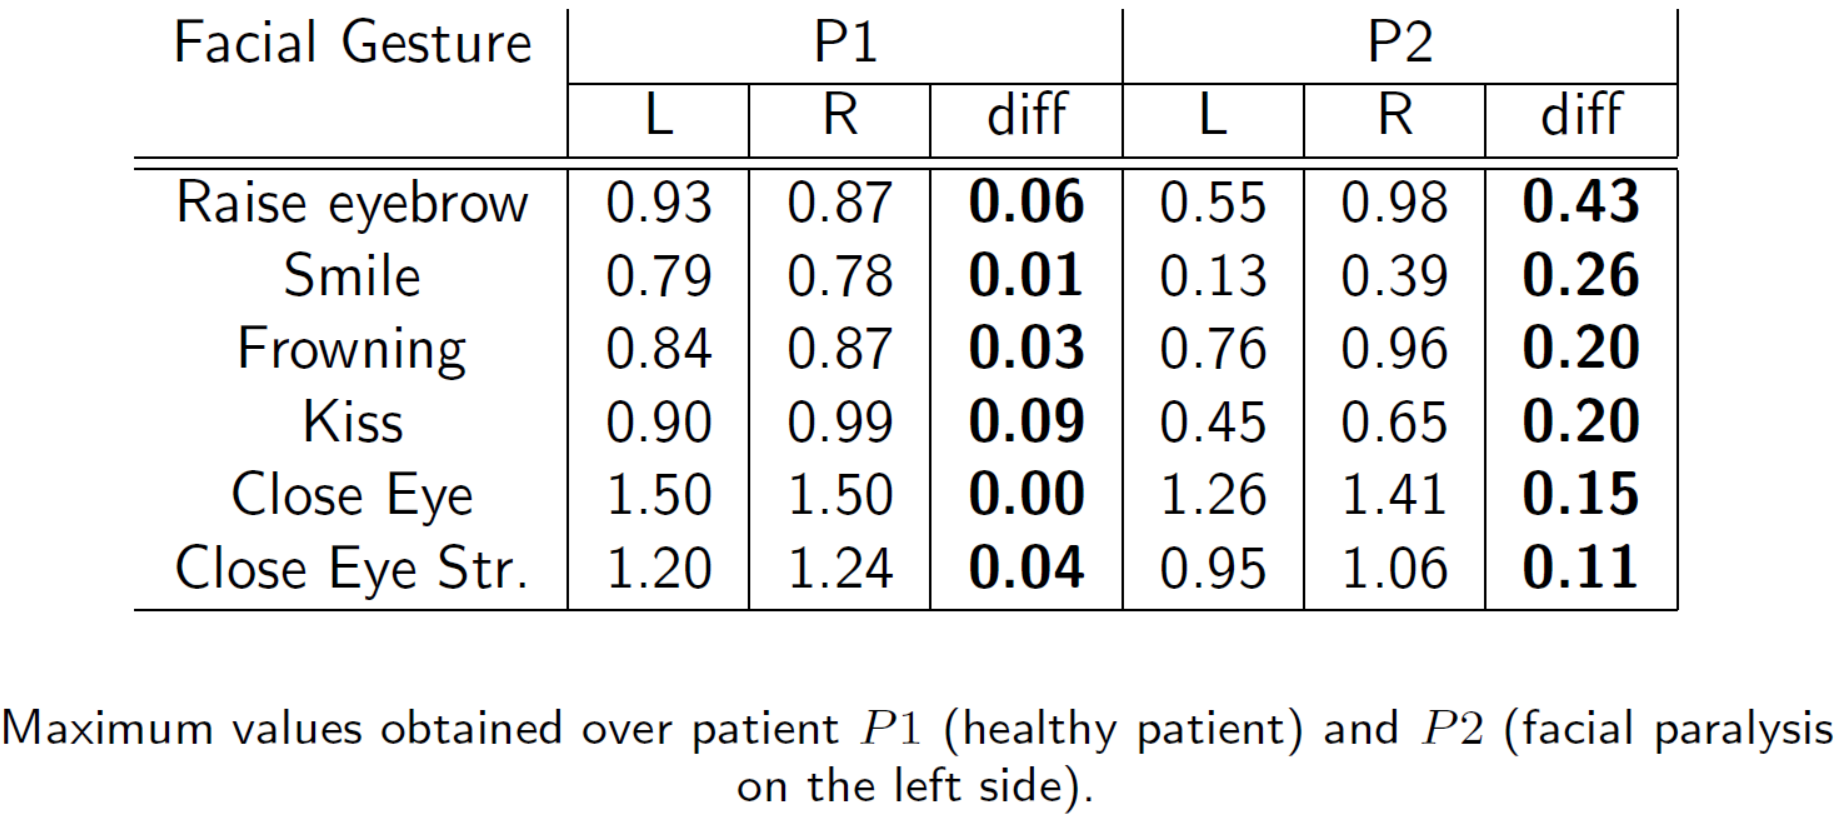 Facial Gesture P1 P2
L R diff L R diff
Raise eyebrow 0.93 0.87 0.06 0.55 0.98 0.43
Smile 0.79 0.78 0.01 0.13 0.39 0.26
Frowning 0.84 0.87 0.03 0.76 0.96 0.20
Kiss 0.90 0.99 0.09 0.45 0.65 0.20
Close Eye 1.50 1.50 0.00 1.26 1.41 0.15
Close Eye Str. 1.20 1.24 0.04 0.95 1.06 0.11
Maximum values obtained over patient P1 (healthy patient) and P2 (facial paralysis
on the left side).